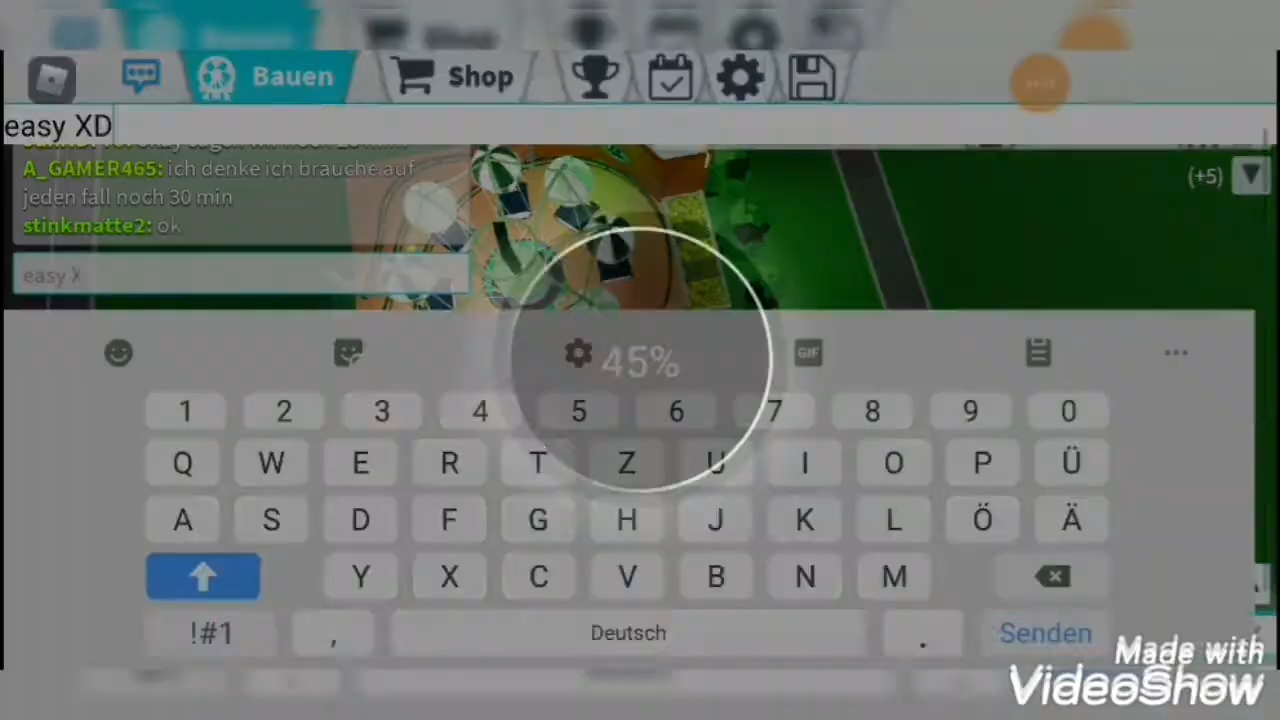 Bauen
Shop
easy XD
A_GAMER465: ich denke ich brauche auf
jeden fall noch 30 min
stinkmatte2: ok
(+5)
easy X
45%
GIF
1 2 3 4 5 6 7 8 9 0
Q W E R T Z U I O P Ü
A S D F G H J K L Ö Ä
Y X C V B N M
!#1 , Deutsch . Senden
Made with
VideoShow